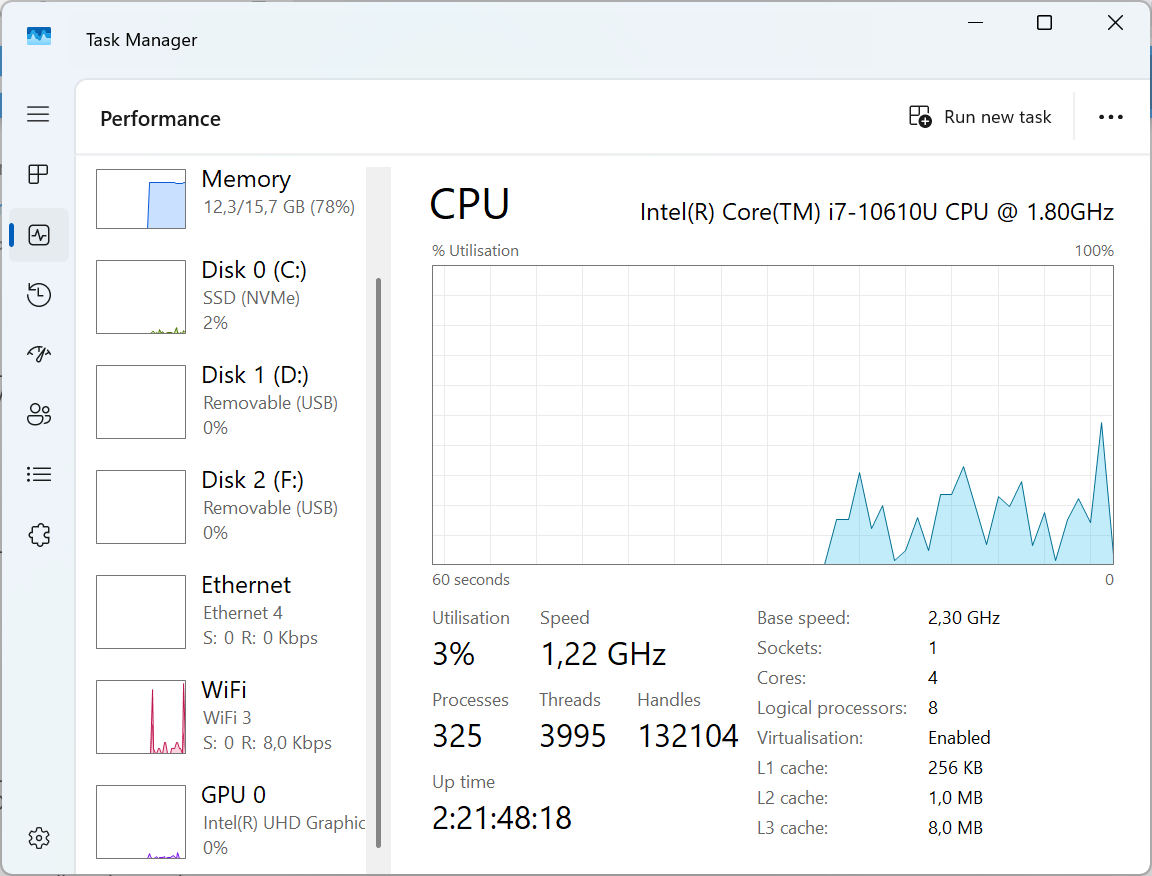 Task Manager
Performance
Run new task
Memory
12,3/15,7 GB (78%)
Disk 0 (C:)
SSD (NVMe)
2%
Disk 1 (D:)
Removable (USB)
0%
Disk 2 (F:)
Removable (USB)
0%
Ethernet
Ethernet 4
S: 0 R: 0 Kbps
WiFi
WiFi 3
S: 0 R: 8,0 Kbps
GPU 0
Intel(R) UHD Graphic
0%
CPU
Intel(R) Core(TM) i7-10610U CPU @ 1.80GHz
% Utilisation 100%
60 seconds 0
Utilisation Speed
3% 1,22 GHz
Processes Threads Handles
325 3995 132104
Up time
2:21:48:18
Base speed: 2,30 GHz
Sockets: 1
Cores: 4
Logical processors: 8
Virtualisation: Enabled
L1 cache: 256 KB
L2 cache: 1,0 MB
L3 cache: 8,0 MB